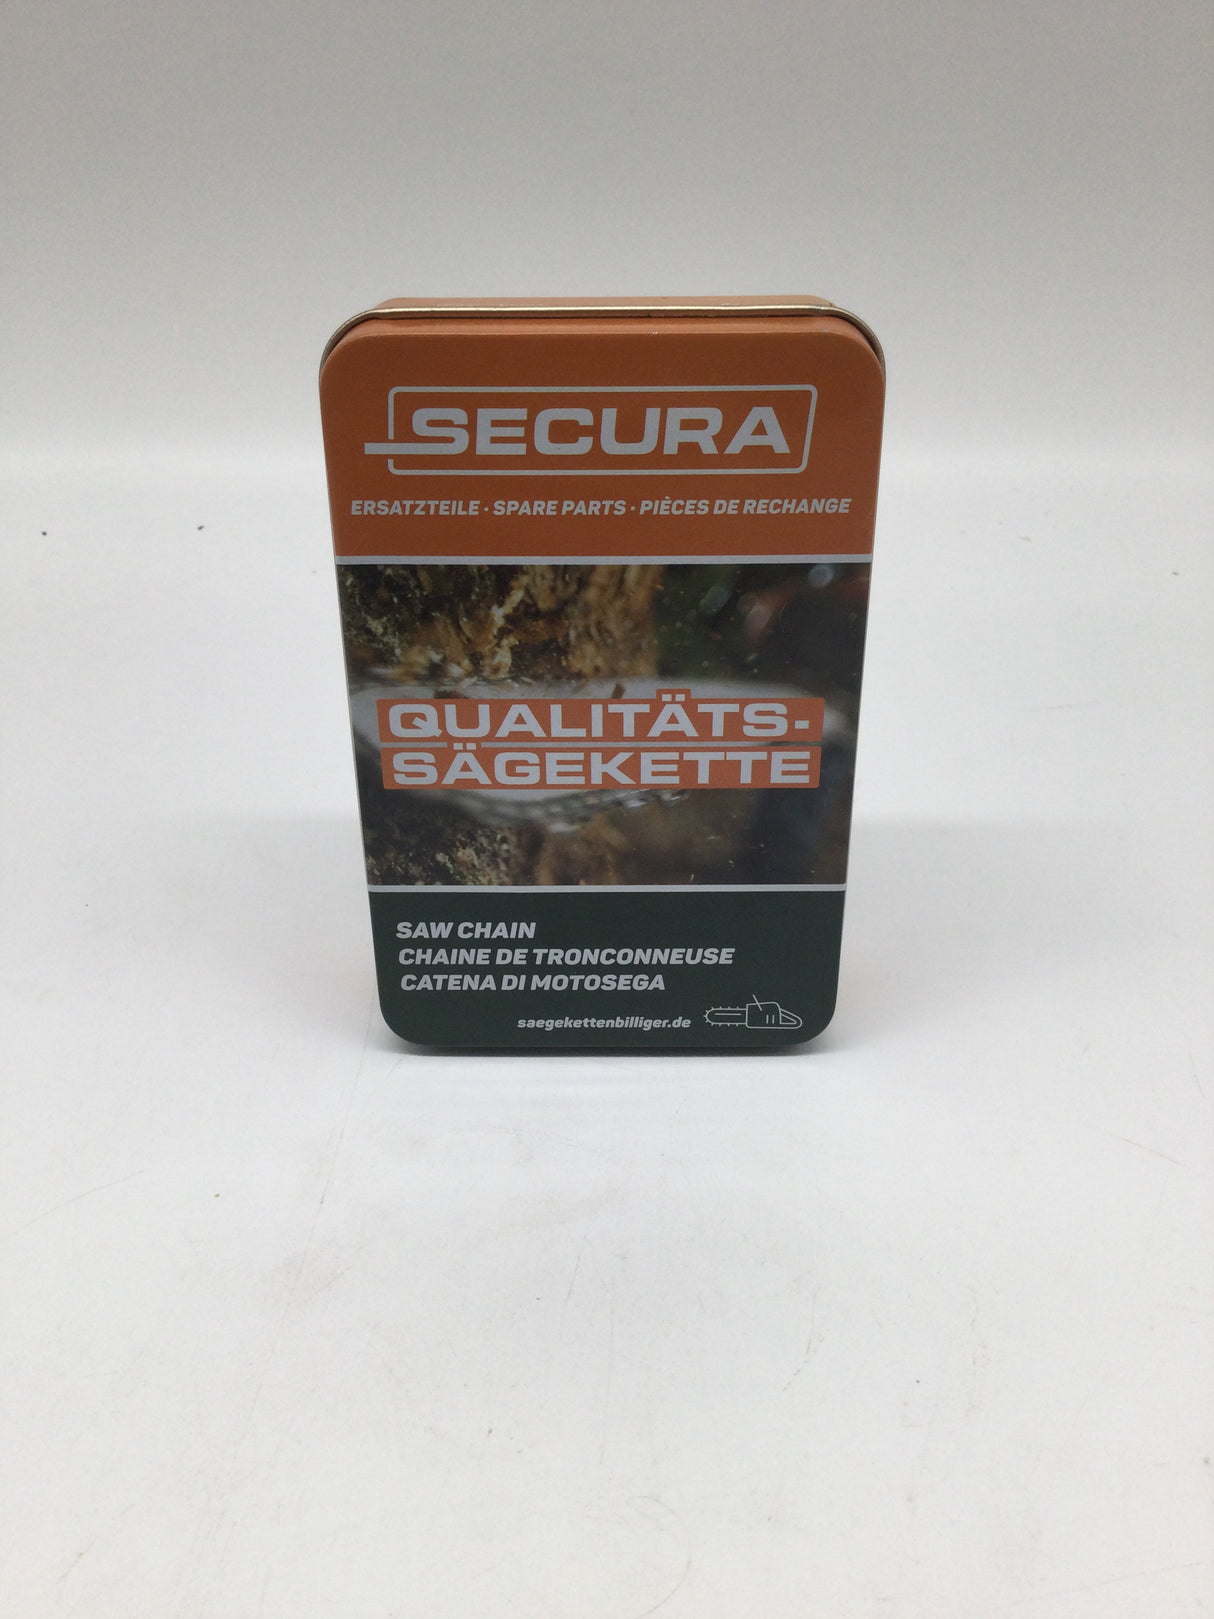 SECURA
ERSATZTEILE · SPARE PARTS · PIÈCES DE RECHANGE
QUALITÄTS-
SÄGEKETTE
SAW CHAIN
CHAINE DE TRONCONNEUSE
CATENA DI MOTOSEGA
saegekettenbilliger.de